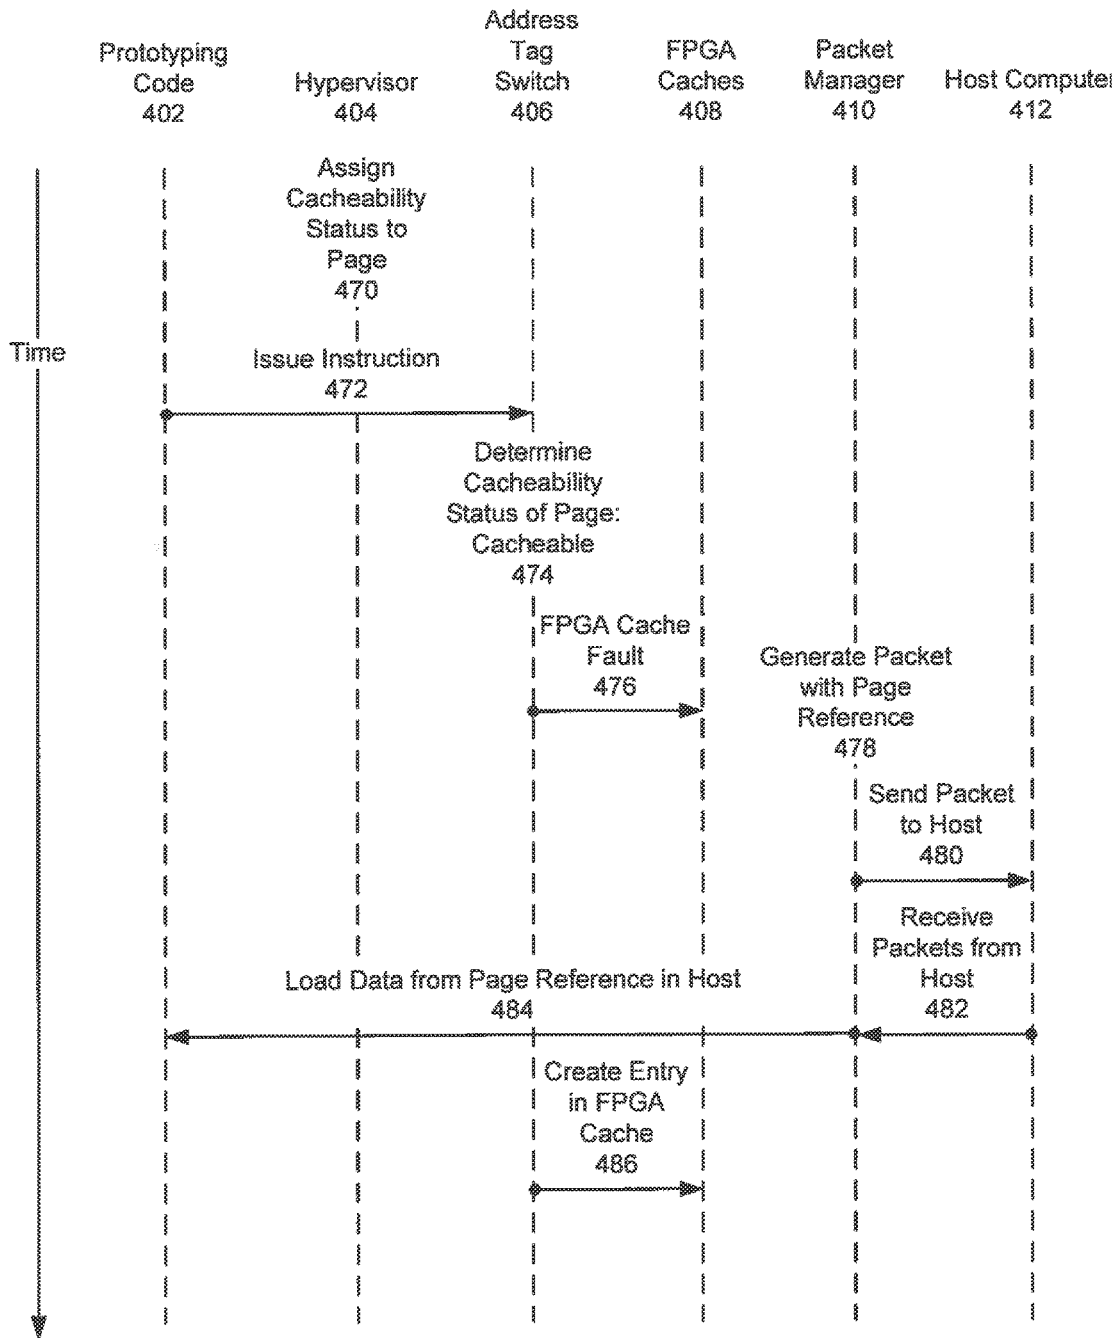 Prototyping
Code
402
Hypervisor
404
Address
Tag
Switch
406
FPGA
Caches
408
Packet
Manager
410
Host Computer
412
Time
Assign
Cacheability
Status to
Page
470
Issue Instruction
472
Determine
Cacheability
Status of Page:
Cacheable
474
FPGA Cache
Fault
476
Generate Packet
with Page
Reference
478
Send Packet
to Host
480
Receive
Packets from
Host
482
Load Data from Page Reference in Host
484
Create Entry
in FPGA
Cache
486